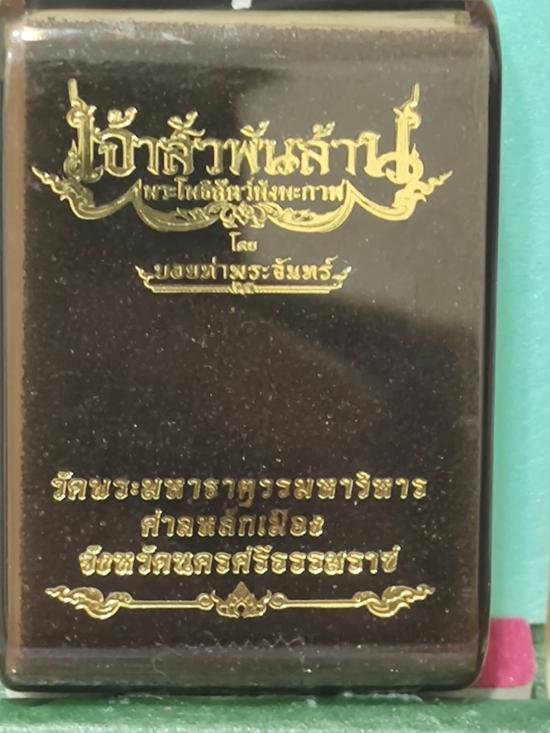 เจ้าสัวพันล้าน
พระโพธิสัตว์พังพะกาฬ
โดย
บอยท่าพระจันทร์
วัดพระมหาธาตุวรมหาวิหาร
ศาลหลักเมือง
จังหวัดนครศรีธรรมราช